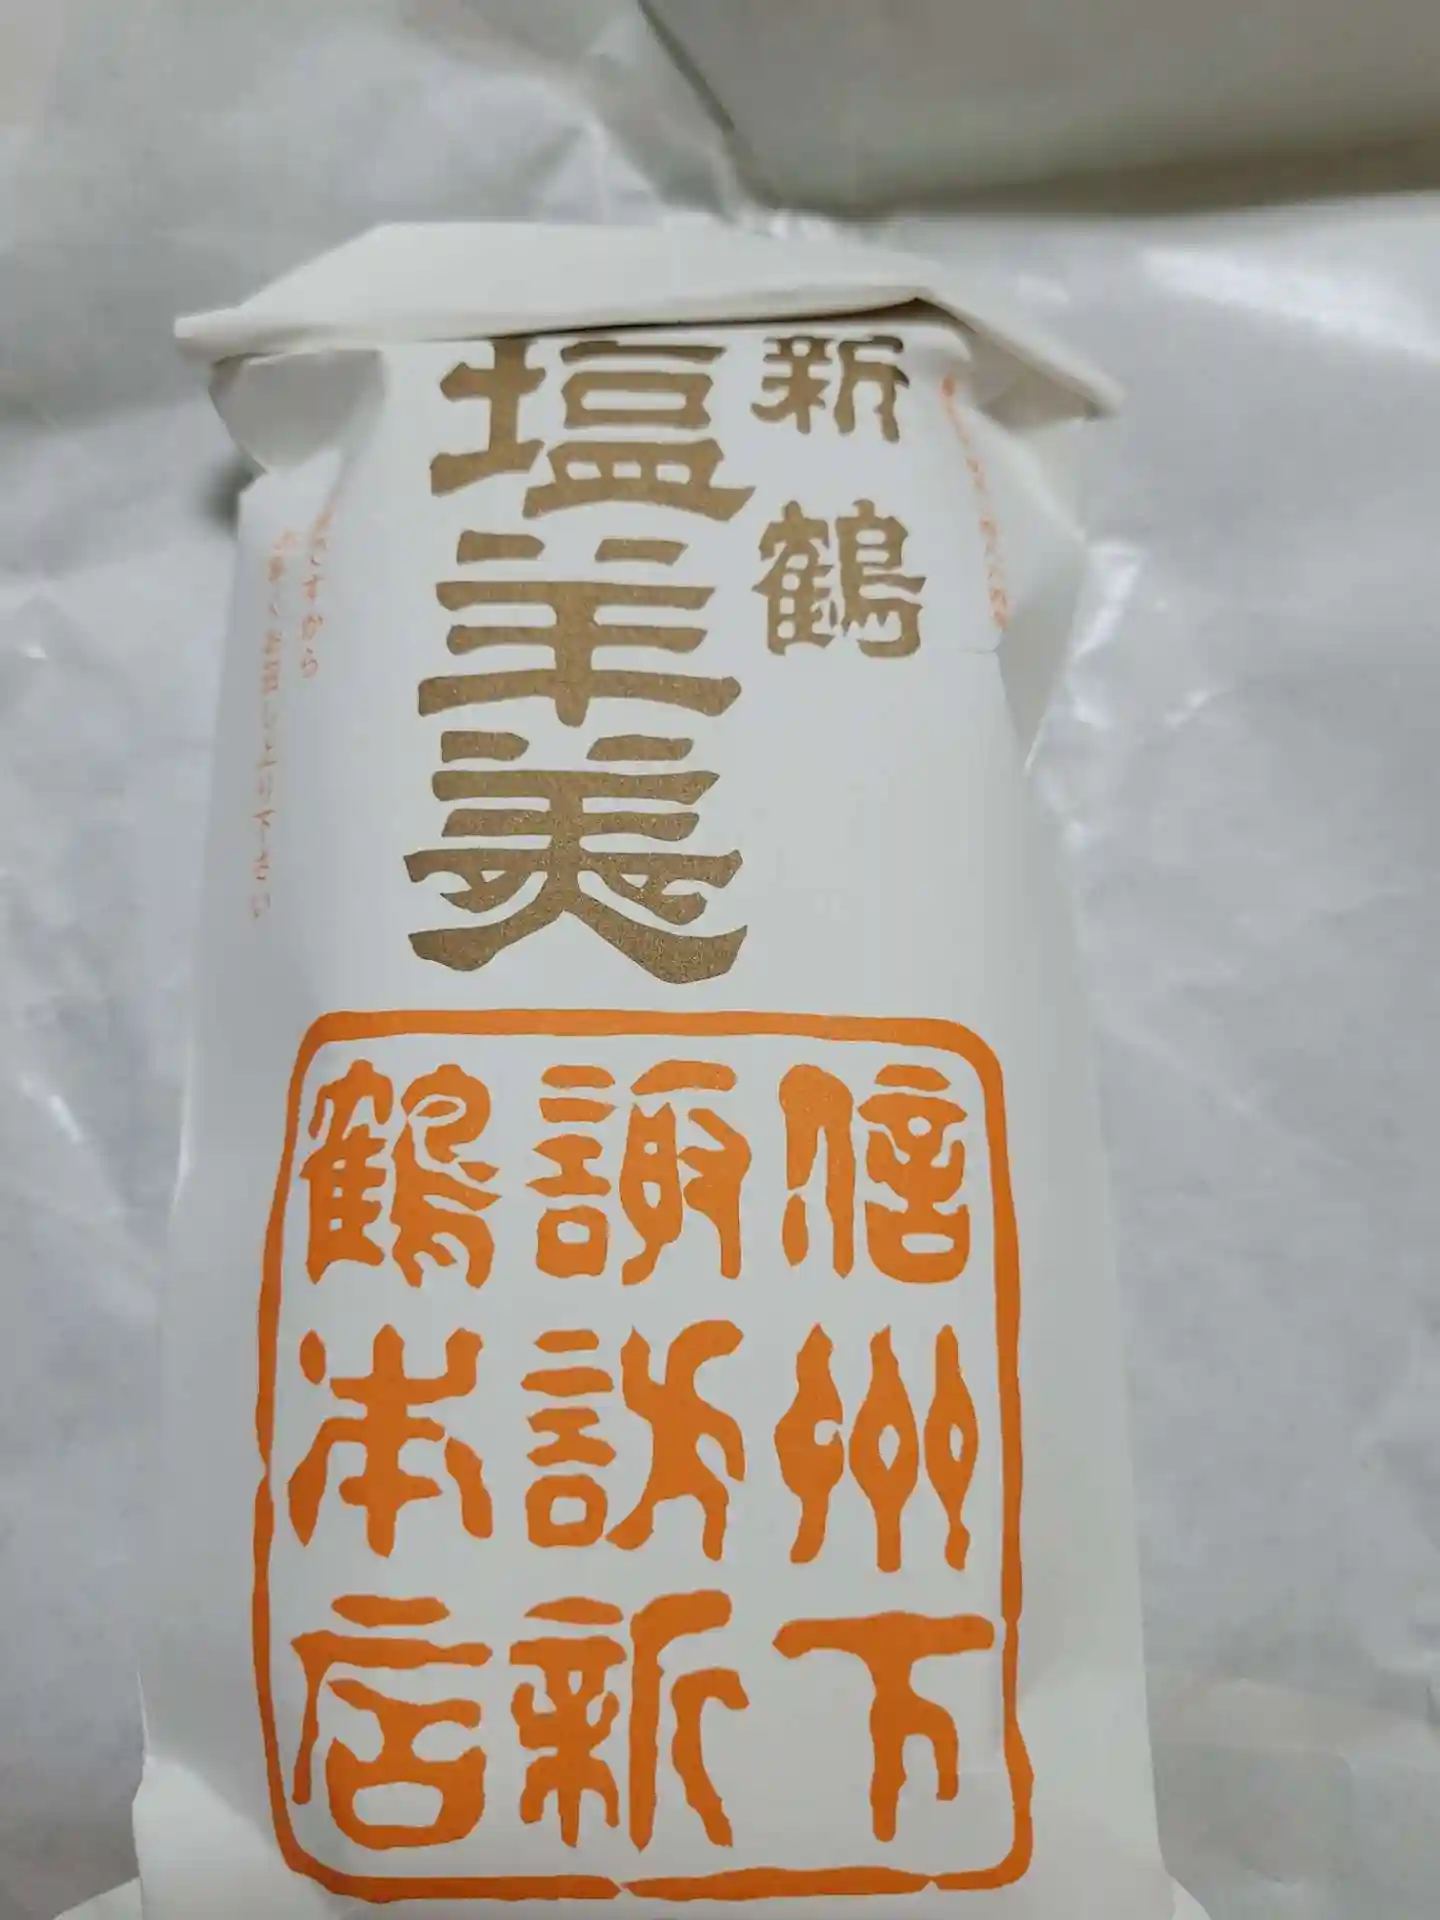 新鶴
塩羊羹
信州下
諏訪新
鶴本店